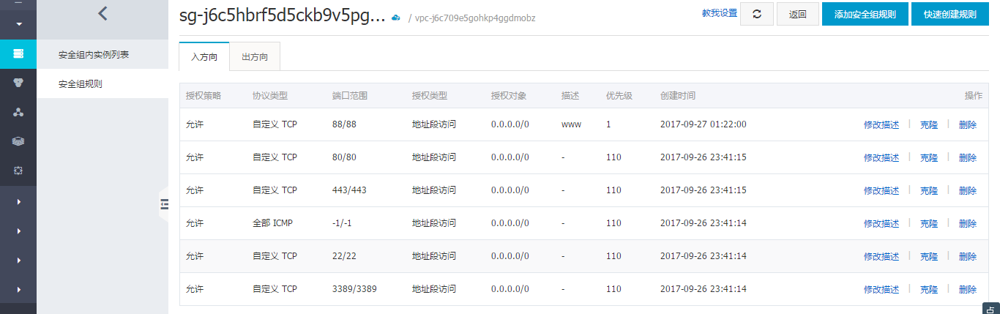 sg-j6c5hbrf5d5ckb9v5pg... / vpc-j6c709e5gohkp4ggdmobz 教我设置 返回 添加安全组规则 快速创建规则
安全组内实例列表
安全组规则
入方向 出方向
授权策略 协议类型 端口范围 授权类型 授权对象 描述 优先级 创建时间 操作
允许 自定义 TCP 88/88 地址段访问 0.0.0.0/0 www 1 2017-09-27 01:22:00 修改描述 | 克隆 | 删除
允许 自定义 TCP 80/80 地址段访问 0.0.0.0/0 - 110 2017-09-26 23:41:15 修改描述 | 克隆 | 删除
允许 自定义 TCP 443/443 地址段访问 0.0.0.0/0 - 110 2017-09-26 23:41:15 修改描述 | 克隆 | 删除
允许 全部 ICMP -1/-1 地址段访问 0.0.0.0/0 - 110 2017-09-26 23:41:14 修改描述 | 克隆 | 删除
允许 自定义 TCP 22/22 地址段访问 0.0.0.0/0 - 110 2017-09-26 23:41:14 修改描述 | 克隆 | 删除
允许 自定义 TCP 3389/3389 地址段访问 0.0.0.0/0 - 110 2017-09-26 23:41:14 修改描述 | 克隆 | 删除